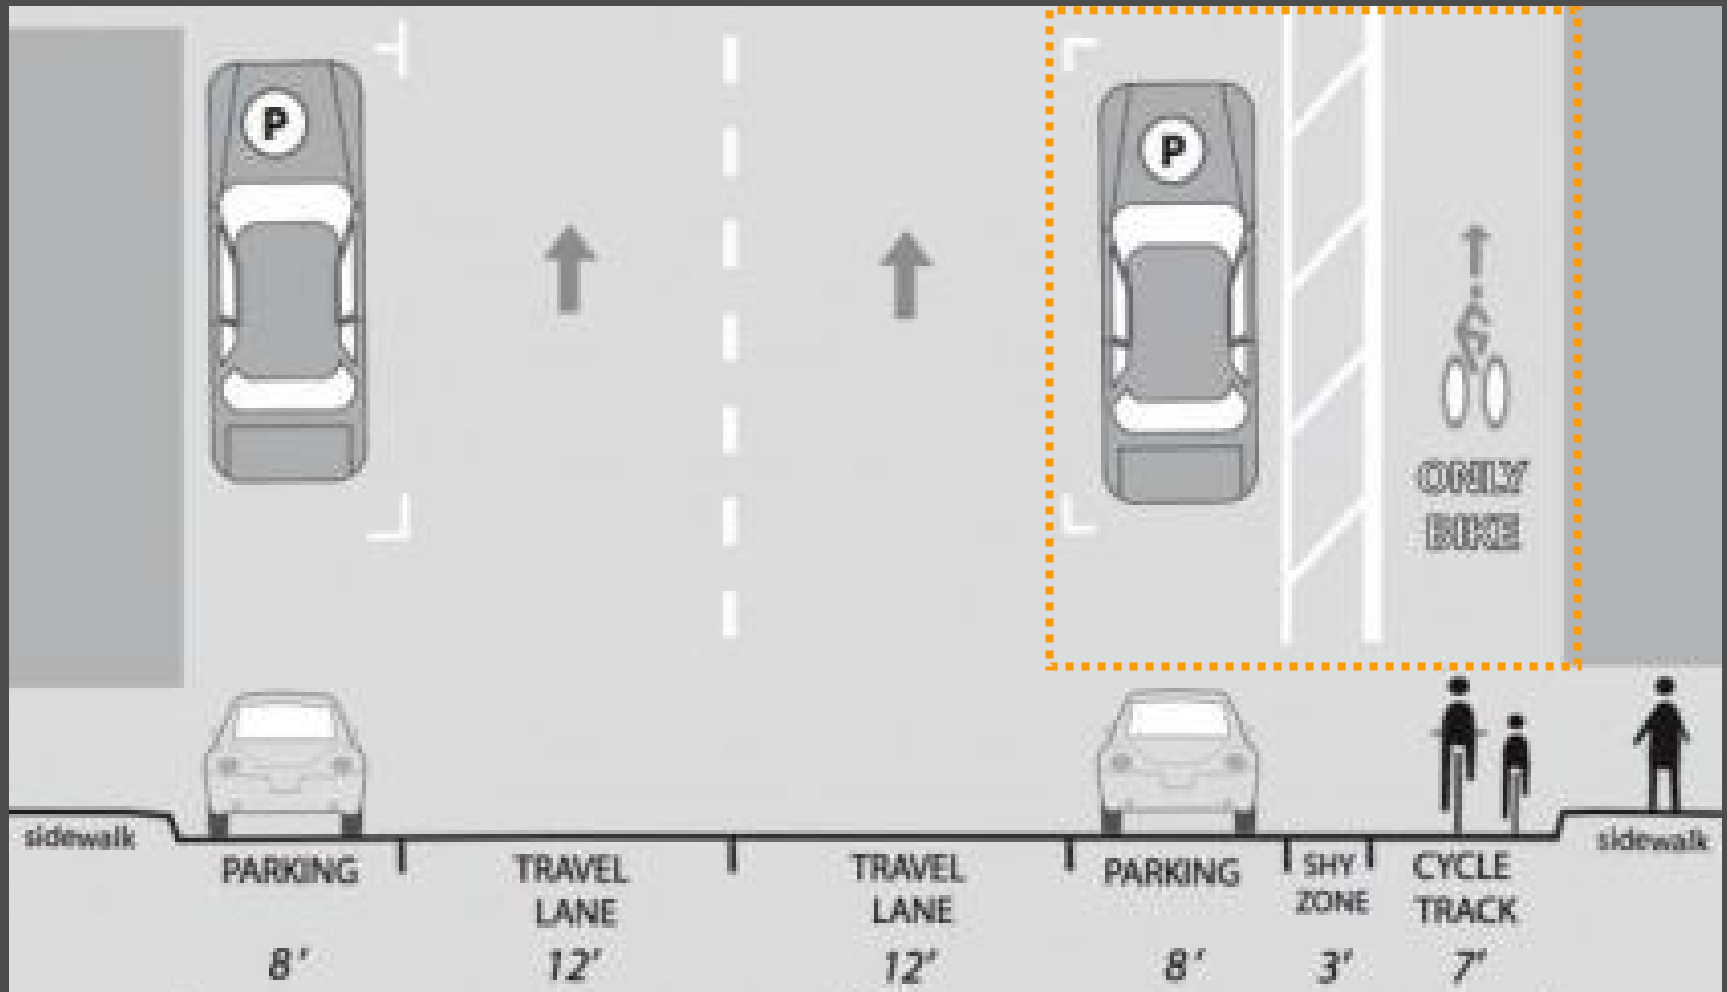 P
P
ONLY
BIKE
sidewalk
sidewalk
PARKING
TRAVEL
LANE
TRAVEL
LANE
PARKING
SHY
ZONE
CYCLE
TRACK
8'
12'
12'
8'
3'
7'